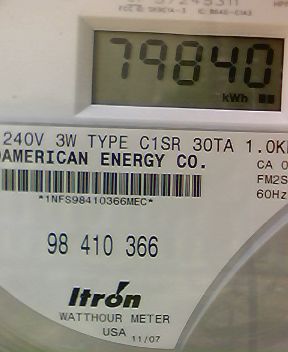 79840
kWh
240V 3W TYPE C1SR 30TA 1.0K
AMERICAN ENERGY CO.
CA 0
FM2S
60Hz
*1NFS98410366MEC*
98 410 366
Itron
WATTHOUR METER
USA 11/07